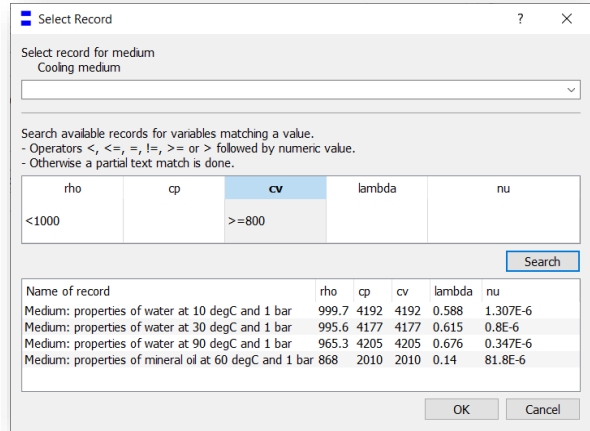 Select Record ? ×
Select record for medium
Cooling medium
Search available records for variables matching a value.
- Operators <, <=, =, !=, >= or > followed by numeric value.
- Otherwise a partial text match is done.
rho cp cv lambda nu
<1000 >=800
Search
Name of record rho cp cv lambda nu
Medium: properties of water at 10 degC and 1 bar 999.7 4192 4192 0.588 1.307E-6
Medium: properties of water at 30 degC and 1 bar 995.6 4177 4177 0.615 0.8E-6
Medium: properties of water at 90 degC and 1 bar 965.3 4205 4205 0.676 0.347E-6
Medium: properties of mineral oil at 60 degC and 1 bar 868 2010 2010 0.14 81.8E-6
OK Cancel